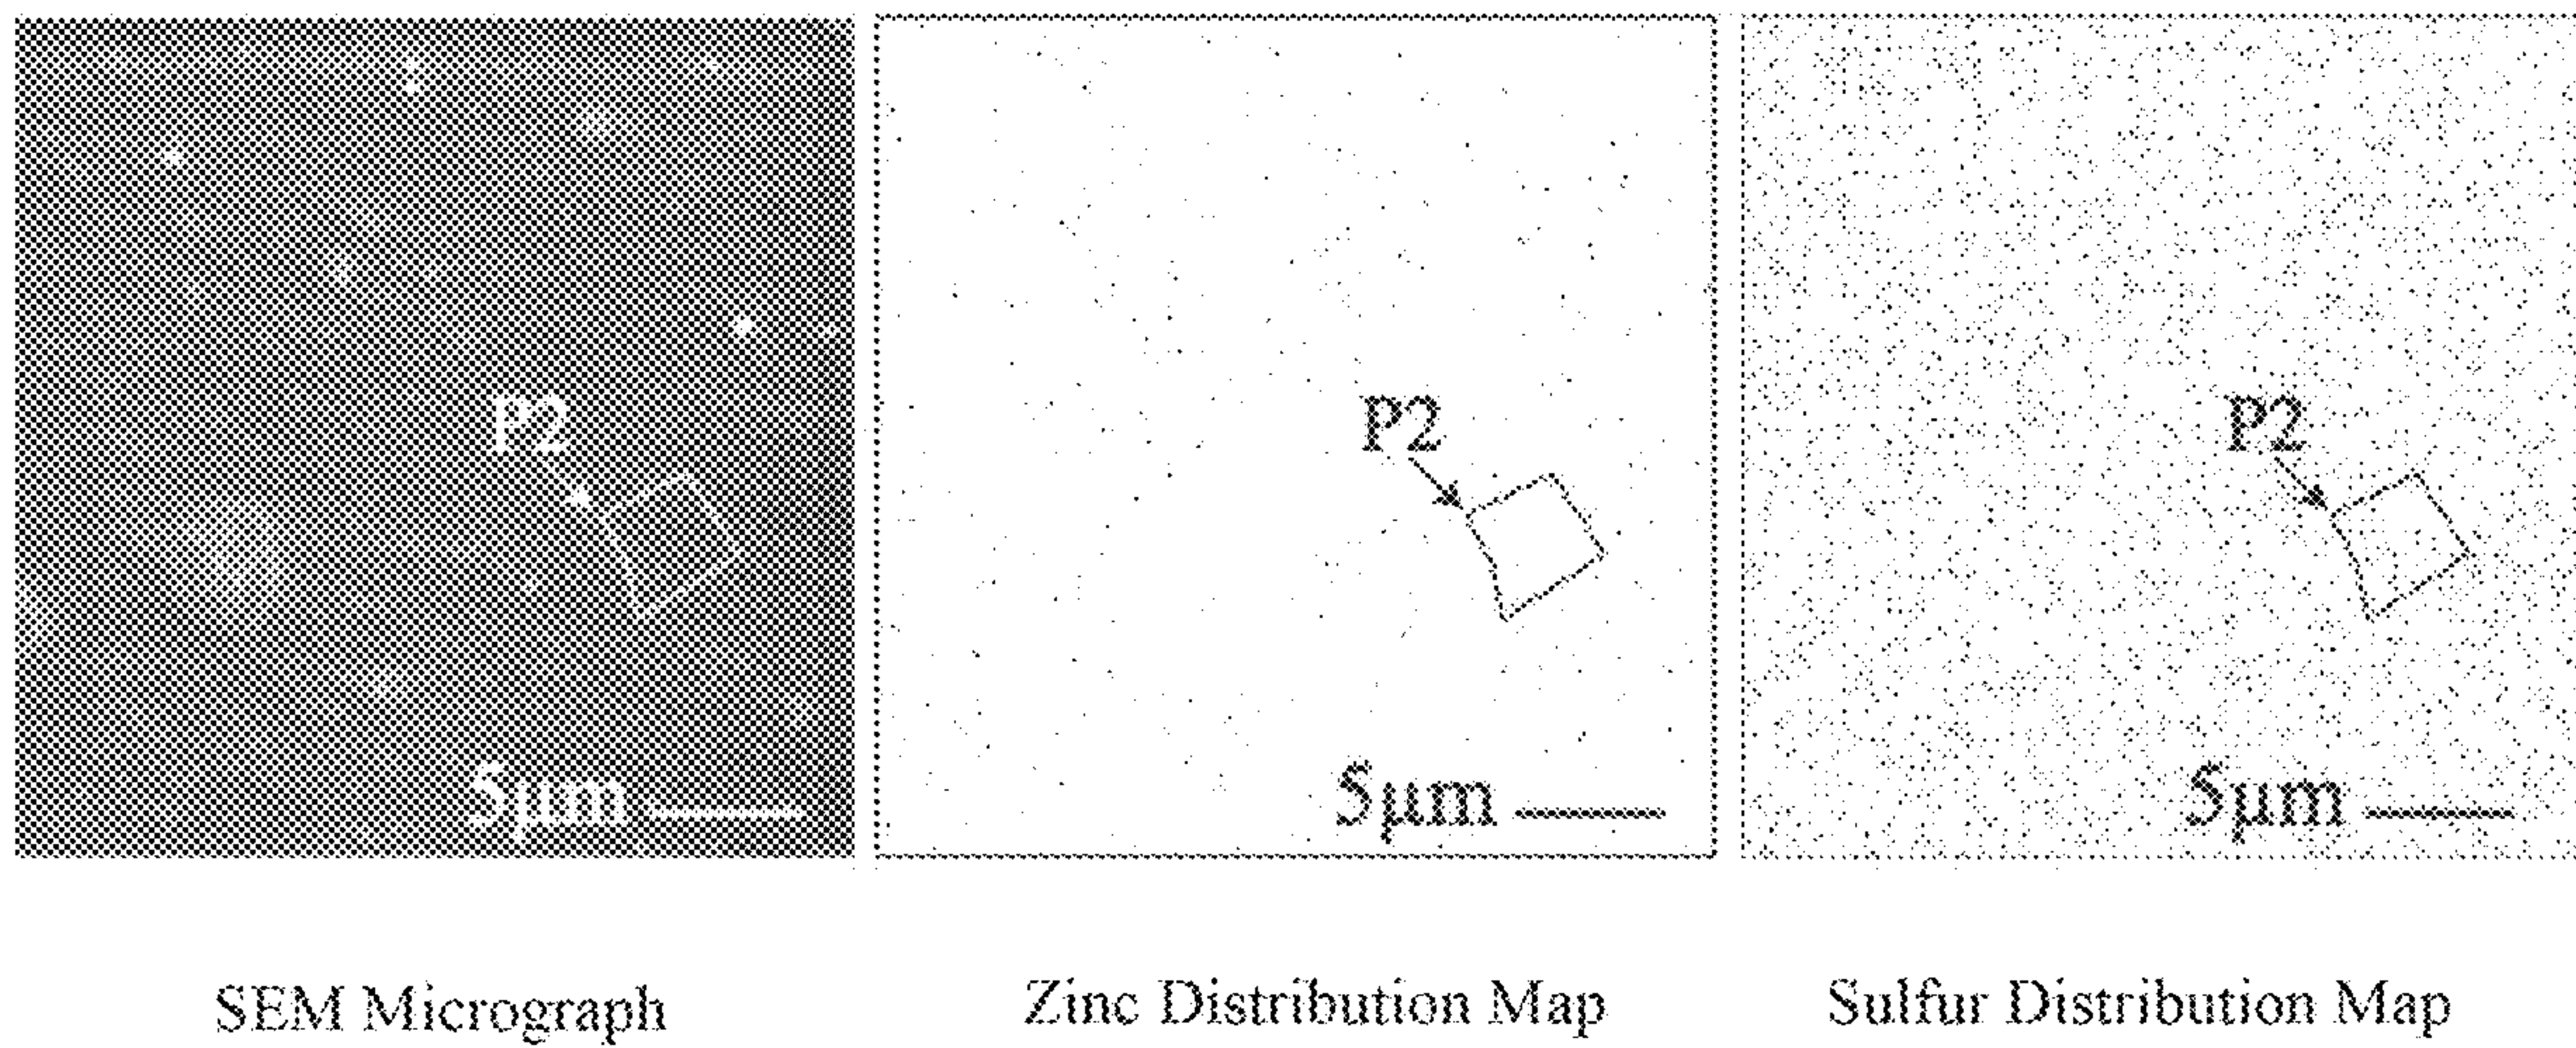 P2
5μm
P2
5μm
P2
5μm
SEM Micrograph
Zinc Distribution Map
Sulfur Distribution Map